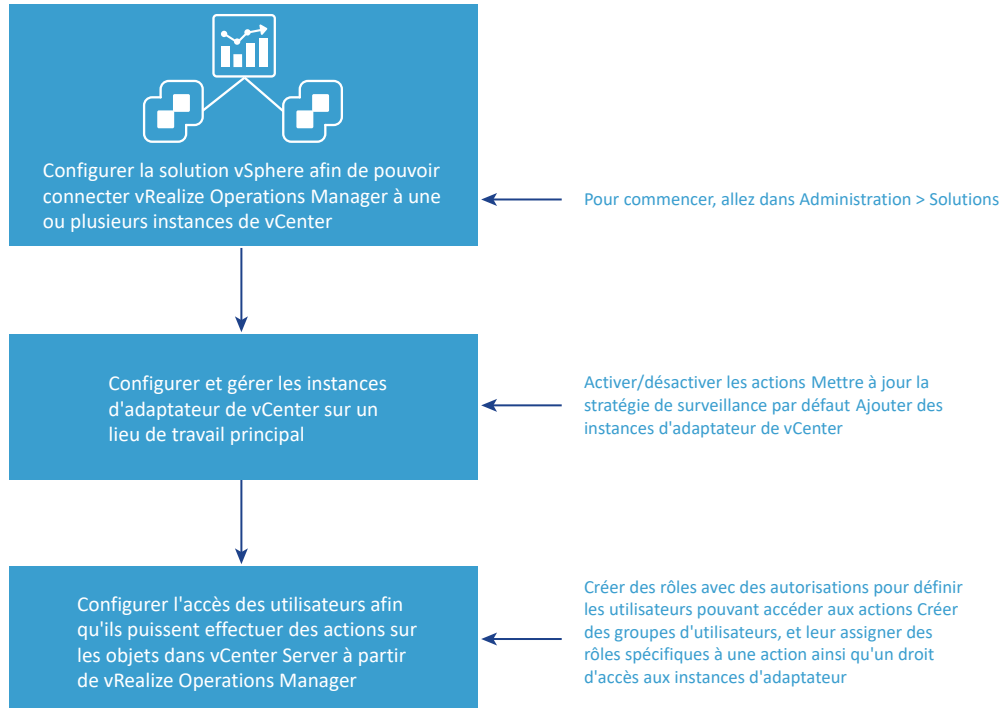 Configurer la solution vSphere afin de pouvoir
connecter vRealize Operations Manager à une
ou plusieurs instances de vCenter
Pour commencer, allez dans Administration > Solutions
Configurer et gérer les instances
d'adaptateur de vCenter sur un
lieu de travail principal
Activer/désactiver les actions Mettre à jour la
stratégie de surveillance par défaut Ajouter des
instances d'adaptateur de vCenter
Configurer l'accès des utilisateurs afin
qu'ils puissent effectuer des actions sur
les objets dans vCenter Server à partir
de vRealize Operations Manager
Créer des rôles avec des autorisations pour définir
les utilisateurs pouvant accéder aux actions Créer
des groupes d'utilisateurs, et leur assigner des
rôles spécifiques à une action ainsi qu'un droit
d'accès aux instances d'adaptateur